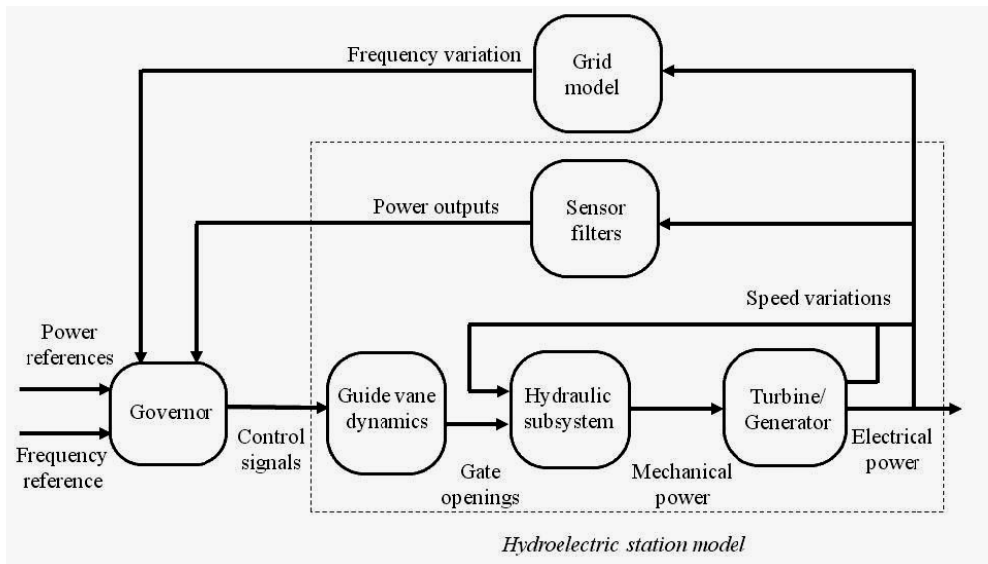 Frequency variation
Grid
model
Power outputs
Sensor
filters
Speed variations
Power
references
Governor
Guide vane
dynamics
Hydraulic
subsystem
Turbine/
Generator
Frequency
reference
Control
signals
Gate
openings
Mechanical
power
Electrical
power
Hydroelectric station model